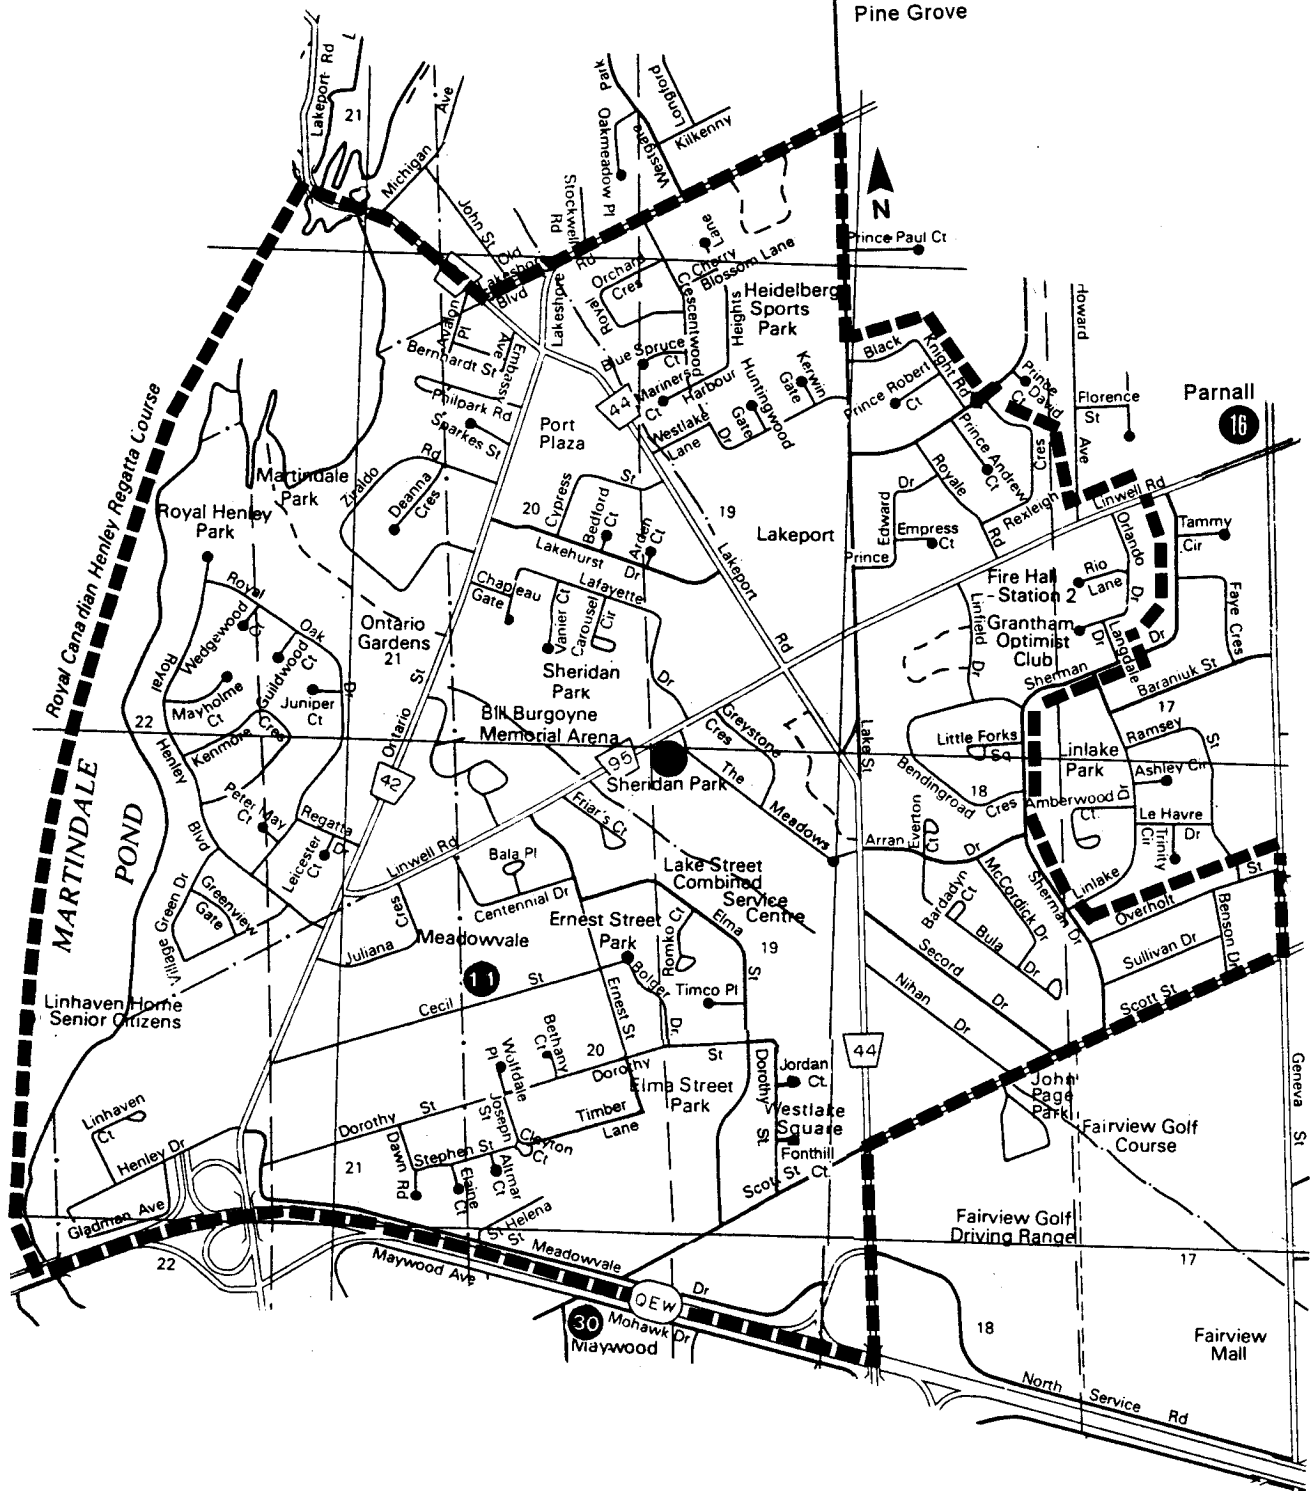 Pine Grove
Lakeport Rd
L
21
Michigan
Ave
Park
Longford
Oakmeadow Pl
Westgate
Kilkenny
N
John St
Old
Lakeshore
Blvd
Stockwell
Rd
Lakeshore
Rd
Prince Paul Ct
Royal
Orchard
Cres
Cherry
Lane
Blossom Lane
Crescentwood
Heights
Heidelberg
Sports
Park
Avalon
Pl
Bernhardt St
Embassy
Ave
Philpark Rd
Sparkes St
Blue Spruce
Ct
44
Mariners
Ct
Harbour
Dr
Westlake
Lane
Huntingwood
Gate
Kerwin
Gate
Black
Knight Rd
Prince Robert
Ct
Prince
David
Ct
Howard
Ave
Florence
St
Parnall
16
Port
Plaza
Royal Canadian Henley Regatta Course
Martindale
Park
Royal Henley
Park
Zivaldo
Rd
Deanna
Cres
20
Cypress
St
Bedford
Ct
Arden
Ct
Lakehurst
Dr
19
Lakeport
Rd
Lakeport
Prince
Edward
Dr
Empress
Ct
Royale
Rd
Prince Andrew
Ct
Rexleigh
Cres
Linwell Rd
Orlando
Dr
Tammy
Cir
Rio
Lane
Faye Cres
Fire Hall
- Station 2
Grantham
Optimist
Club
Linfield
Dr
Langdale
Dr
Sherman
Dr
Baraniuk St
17
Chapleau
Gate
Lafayette
Dr
Vanier Ct
Carousel
Cir
Sheridan
Park
Ontario
Gardens
21
Royal
Oak
Dr
Wedgewood
Ct
Guildwood
Ct
Mayholme
Ct
Juniper
Ct
Kenmore
Cres
Royal
Henley
Blvd
22
Peter May
Ct
Regatta
Dr
Leicester
Ct
Ontario
St
42
Bill Burgoyne
Memorial Arena
95
Sheridan Park
Greystone
Cres
The
Meadows
Friar's Ct
Lake St
Little Forks
Sq
Bendingroad
Cres
18
Linlake
Park
Ramsey
St
Ashley Cir
Amberwood
Ct
Dr
Le Havre
Dr
Trinity
Cir
Everton
Ct
Arran
Dr
McCordick Dr
Bardadyn
Ct
Bula
Dr
Sherman Dr
Linlake
Overholt
St
Benson Dr
Sullivan Dr
Scott St
MARTINDALE
POND
Village Green Dr
Greenview
Gate
Linwell Rd
Bala Pl
Centennial Dr
Juliana
Cres
Meadowvale
11
Ernest Street
Park
Lake Street
Combined
Service
Centre
Romko
Ct
Elma
St
19
Secord
Dr
Nihan
Dr
Cecil
St
Bolger
Dr
Timco Pl
Ernest St
Linhaven Home
Senior Citizens
Bethany
Ct
Wolfdale
Pl
20
Dorothy
St
Dorothy
St
Jordan
Ct
44
Elma Street
Park
Westlake
Square
Fonthill
Ct
Scott St
Timber
Lane
Joseph
St
Clayton
Ct
Dorothy
St
Dawn Rd
Stephen St
Elaine
Ct
Altmar
Ct
St Helena
St
Linhaven
Ct
Henley Dr
Gladman Ave
21
22
Maywood Ave
Meadowvale
Dr
QEW
30
Maywood
Mohawk Dr
John
Page
Park
Fairview Golf
Course
Geneva
St
Fairview Golf
Driving Range
17
18
Fairview
Mall
North
Service
Rd